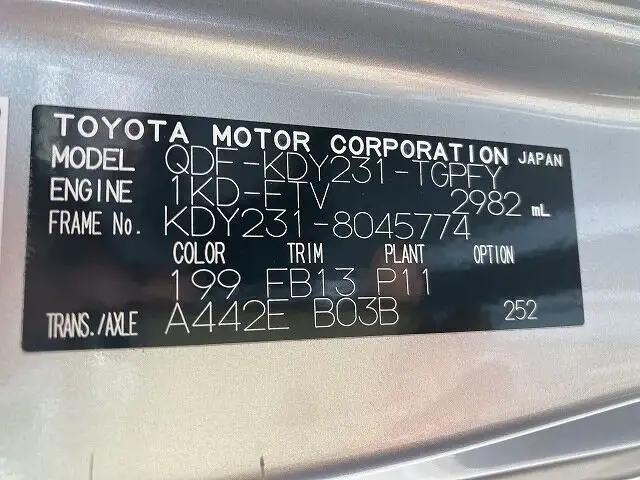 TOYOTA MOTOR CORPORATION JAPAN
MODEL QDF-KDY231-TGPFY
ENGINE 1KD-FTV 2982 mL
FRAME No. KDY231-8045774
COLOR TRIM PLANT OPTION
199 FB13 P11
TRANS./AXLE A442E B03B 252